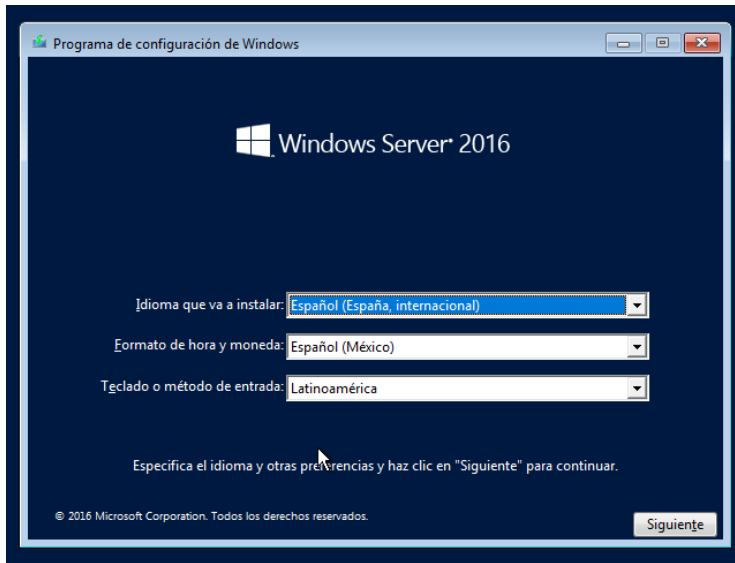 Programa de configuración de Windows
Windows Server 2016
Idioma que va a instalar: Español (España, internacional)
Formato de hora y moneda: Español (México)
Teclado o método de entrada: Latinoamérica
Especifica el idioma y otras preferencias y haz clic en "Siguiente" para continuar.
© 2016 Microsoft Corporation. Todos los derechos reservados.
Siguiente